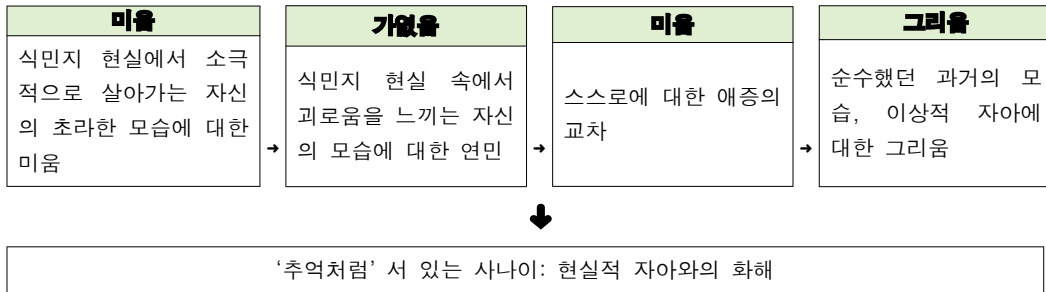 미움
식민지 현실에서 소극
적으로 살아가는 자신
의 초라한 모습에 대한
미움
➜
가엾음
식민지 현실 속에서
괴로움을 느끼는 자신
의 모습에 대한 연민
➜
미움
스스로에 대한 애증의
교차
➜
그리움
순수했던 과거의 모
습, 이상적 자아에
대한 그리움
‘추억처럼’ 서 있는 사나이: 현실적 자아와의 화해